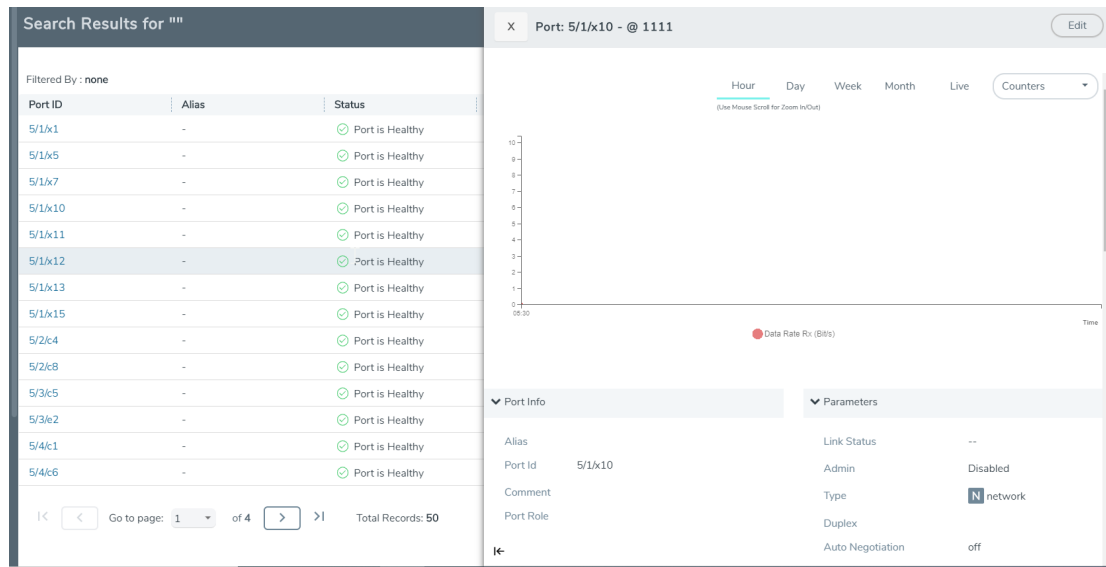 Search Results for ""
Filtered By : none
Port ID Alias Status
5/1/x1 - Port is Healthy
5/1/x5 - Port is Healthy
5/1/x7 - Port is Healthy
5/1/x10 - Port is Healthy
5/1/x11 - Port is Healthy
5/1/x12 - Port is Healthy
5/1/x13 - Port is Healthy
5/1/x15 - Port is Healthy
5/2/c4 - Port is Healthy
5/2/c8 - Port is Healthy
5/3/c5 - Port is Healthy
5/3/e2 - Port is Healthy
5/4/c1 - Port is Healthy
5/4/c6 - Port is Healthy
Go to page: 1 of 4 Total Records: 50
X Port: 5/1/x10 - @ 1111 Edit
Hour Day Week Month Live Counters
(Use Mouse Scroll for Zoom In/Out)
10
9
8
7
6
5
4
3
2
1
0
05:30
Time
Data Rate Rx (Bit/s)
Port Info
Alias
Port Id 5/1/x10
Comment
Port Role
Parameters
Link Status --
Admin Disabled
Type N network
Duplex
Auto Negotiation off